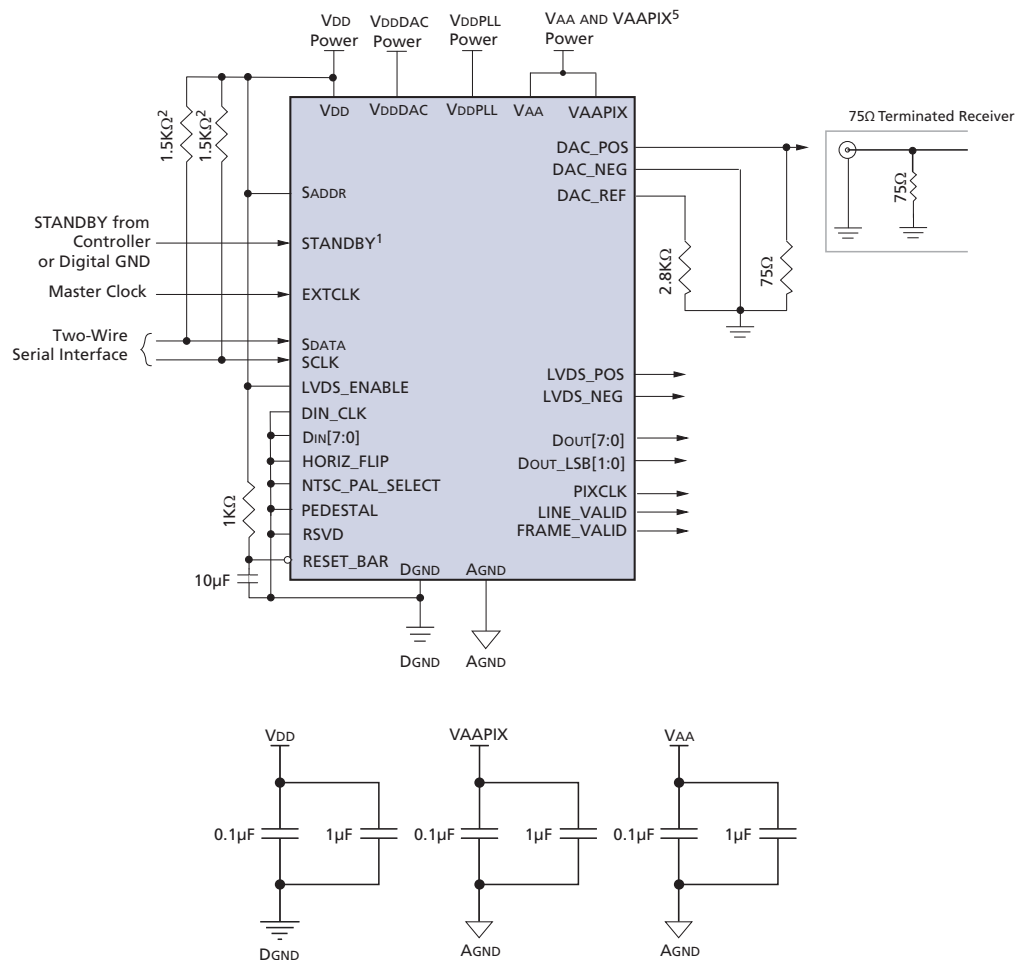 VDD
Power
VDDDAC
Power
VDDPLL
Power
VAA AND VAAPIX5
Power
1.5KΩ2
1.5KΩ2
VDD
VDDDAC
VDDPLL
VAA
VAAPIX
75Ω Terminated Receiver
DAC_POS
DAC_NEG
DAC_REF
75Ω
SADDR
STANDBY from
Controller
or Digital GND
STANDBY1
2.8KΩ
75Ω
Master Clock
EXTCLK
Two-Wire
Serial Interface
SDATA
SCLK
LVDS_ENABLE
DIN_CLK
DIN[7:0]
HORIZ_FLIP
NTSC_PAL_SELECT
PEDESTAL
RSVD
RESET_BAR
LVDS_POS
LVDS_NEG
DOUT[7:0]
DOUT_LSB[1:0]
PIXCLK
LINE_VALID
FRAME_VALID
1KΩ
10µF
DGND
AGND
DGND
AGND
VDD
0.1µF
1µF
DGND
VAAPIX
0.1µF
1µF
AGND
VAA
0.1µF
1µF
AGND